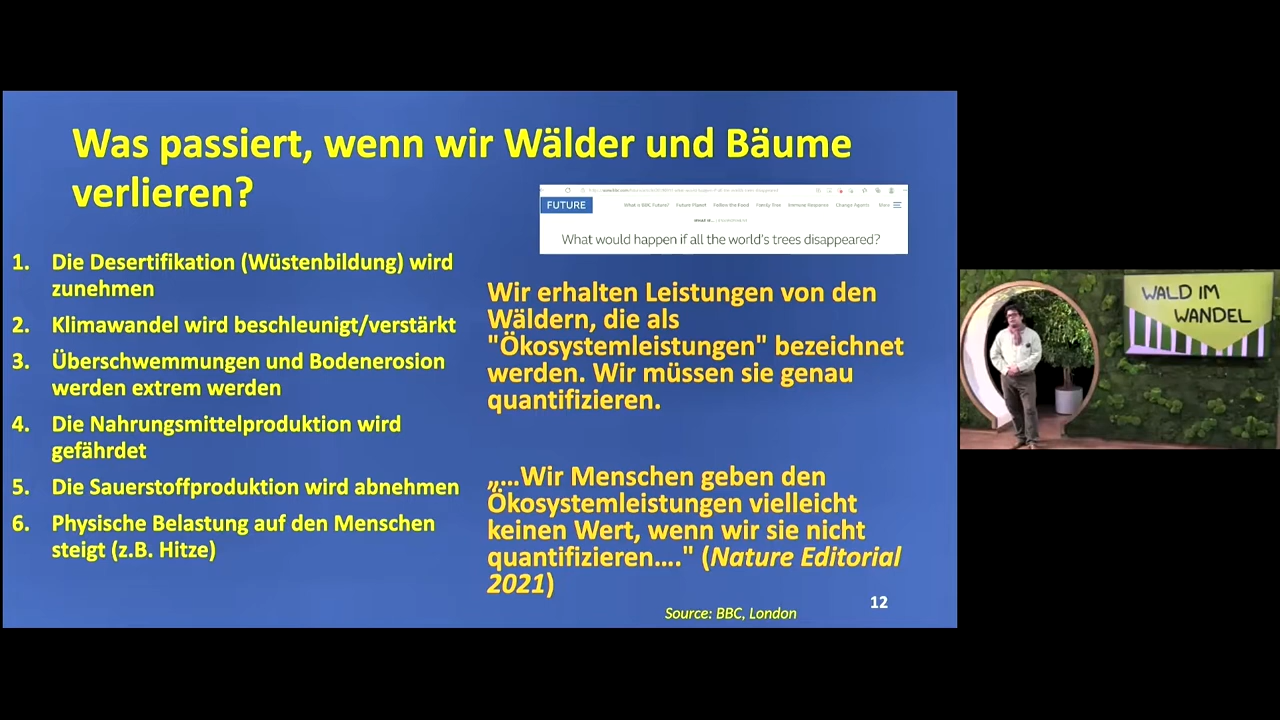 Was passiert, wenn wir Wälder und Bäume
verlieren?
FUTURE
What is BBC Future? Future Planet Follow the Food Family Tree Immune Response Change Agents More
What would happen if all the world's trees disappeared?
1. Die Desertifikation (Wüstenbildung) wird
zunehmen
2. Klimawandel wird beschleunigt/verstärkt
3. Überschwemmungen und Bodenerosion
werden extrem werden
4. Die Nahrungsmittelproduktion wird
gefährdet
5. Die Sauerstoffproduktion wird abnehmen
6. Physische Belastung auf den Menschen
steigt (z.B. Hitze)
Wir erhalten Leistungen von den
Wäldern, die als
"Ökosystemleistungen" bezeichnet
werden. Wir müssen sie genau
quantifizieren.
„…Wir Menschen geben den
Ökosystemleistungen vielleicht
keinen Wert, wenn wir sie nicht
quantifizieren…." (Nature Editorial
2021)
Source: BBC, London
12
WALD IM
WANDEL